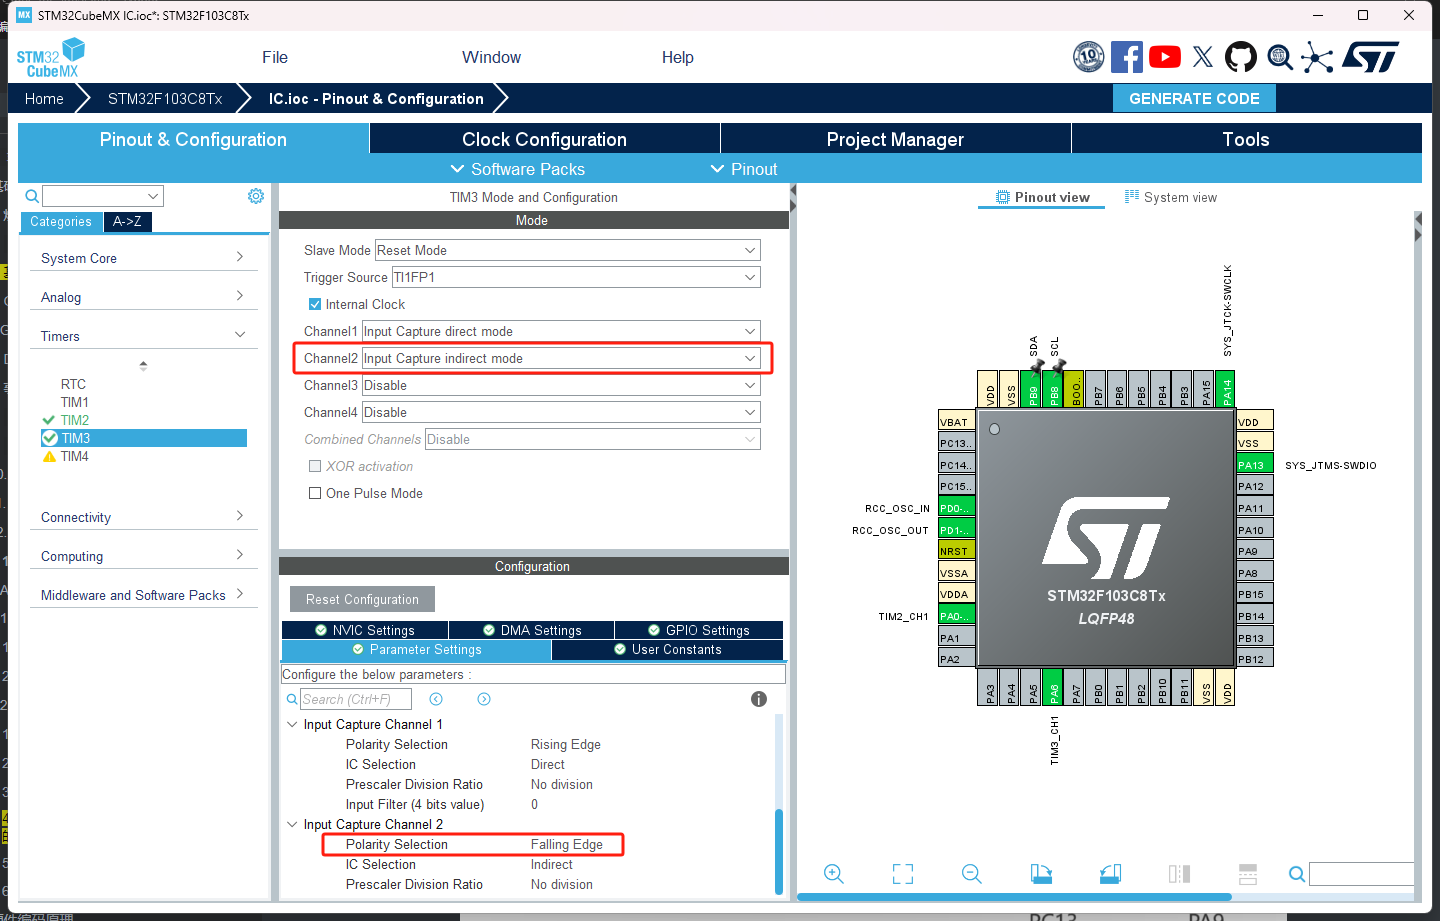 STM32CubeMX IC.ioc*: STM32F103C8Tx
STM32 CubeMX
File
Window
Help
Home
STM32F103C8Tx
IC.ioc - Pinout & Configuration
GENERATE CODE
Pinout & Configuration
Clock Configuration
Project Manager
Tools
Software Packs
Pinout
Categories
A->Z
System Core
Analog
Timers
RTC
TIM1
TIM2
TIM3
TIM4
Connectivity
Computing
Middleware and Software Packs
TIM3 Mode and Configuration
Mode
Slave Mode Reset Mode
Trigger Source TI1FP1
Internal Clock
Channel1 Input Capture direct mode
Channel2 Input Capture indirect mode
Channel3 Disable
Channel4 Disable
Combined Channels Disable
XOR activation
One Pulse Mode
Configuration
Reset Configuration
NVIC Settings
DMA Settings
GPIO Settings
Parameter Settings
User Constants
Configure the below parameters :
Search (Ctrl+F)
Input Capture Channel 1
Polarity Selection Rising Edge
IC Selection Direct
Prescaler Division Ratio No division
Input Filter (4 bits value) 0
Input Capture Channel 2
Polarity Selection Falling Edge
IC Selection Indirect
Prescaler Division Ratio No division
Pinout view
System view
SDA
SCL
SYS_JTCK-SWCLK
VDD
VSS
PB9
PB8
BOO..
PB7
PB6
PB5
PB4
PB3
PA15
PA14
VBAT
PC13..
PC14..
PC15..
RCC_OSC_IN PD0-..
RCC_OSC_OUT PD1-..
NRST
VSSA
VDDA
TIM2_CH1 PA0-..
PA1
PA2
VDD
VSS
PA13 SYS_JTMS-SWDIO
PA12
PA11
PA10
PA9
PA8
PB15
PB14
PB13
PB12
STM32F103C8Tx
LQFP48
PA3
PA4
PA5
PA6
PA7
PB0
PB1
PB2
PB10
PB11
VSS
VDD
TIM3_CH1